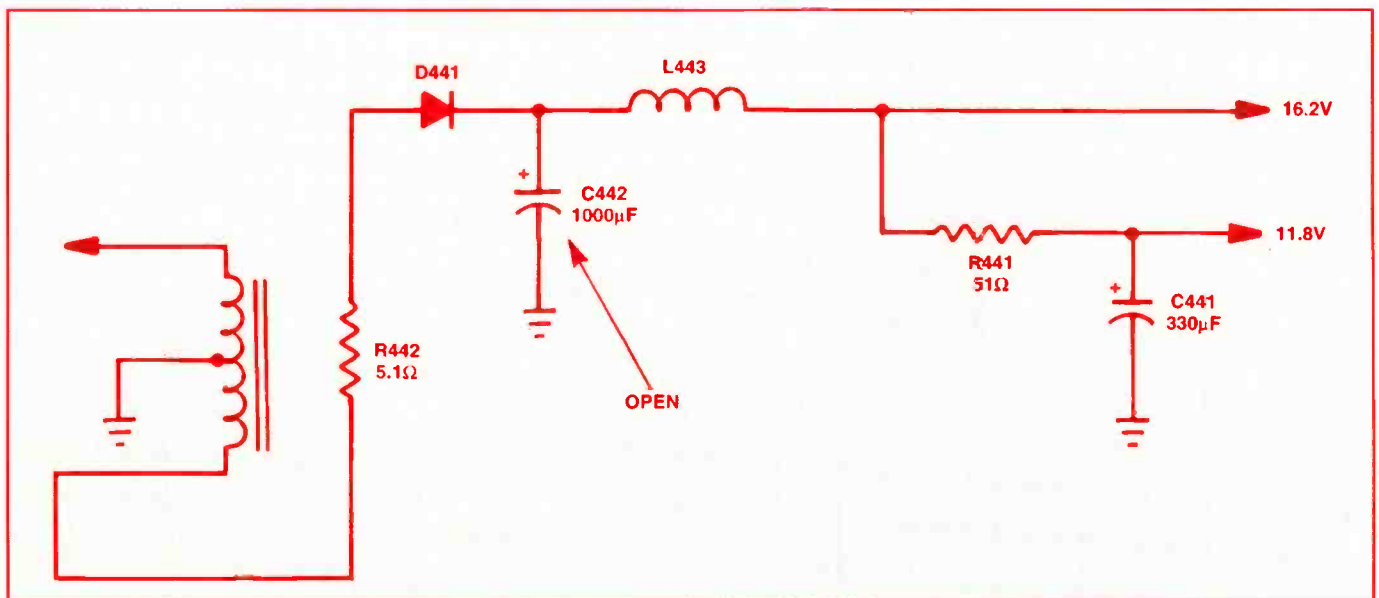 D441
L443
16.2V
+
C442
1000µF
11.8V
R441
51Ω
+
C441
330µF
R442
5.1Ω
OPEN